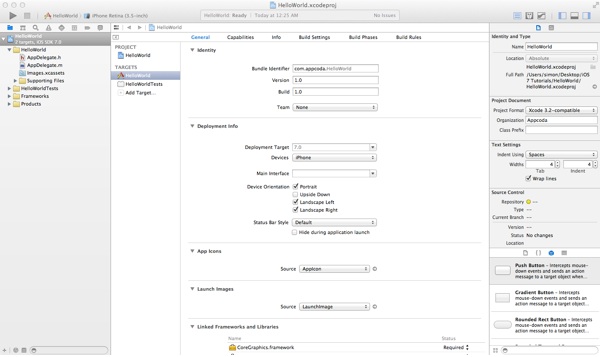 HelloWorld.xcodeproj
HelloWorld
iPhone Retina (3.5-inch)
HelloWorld: Ready | Today at 12:25 AM
No Issues
HelloWorld
2 targets, iOS SDK 7.0
HelloWorld
AppDelegate.h
AppDelegate.m
Images.xcassets
Supporting Files
HelloWorldTests
Frameworks
Products
HelloWorld
General
Capabilities
Info
Build Settings
Build Phases
Build Rules
PROJECT
HelloWorld
TARGETS
HelloWorld
HelloWorldTests
Add Target...
Identity
Bundle Identifier com.appcoda.HelloWorld
Version 1.0
Build 1.0
Team None
Deployment Info
Deployment Target 7.0
Devices iPhone
Main Interface
Device Orientation Portrait
Upside Down
Landscape Left
Landscape Right
Status Bar Style Default
Hide during application launch
App Icons
Source AppIcon
Launch Images
Source LaunchImage
Linked Frameworks and Libraries
Name Status
CoreGraphics.framework Required
Identity and Type
Name HelloWorld
Location Absolute
HelloWorld.xcodeproj
Full Path /Users/simon/Desktop/iOS
7 Tutorials/HelloWorld/
HelloWorld.xcodeproj
Project Document
Project Format Xcode 3.2-compatible
Organization Appcoda
Class Prefix
Text Settings
Indent Using Spaces
Widths 4 4
Tab Indent
Wrap lines
Source Control
Repository --
Type --
Current Branch --
Version --
Status No changes
Location
Push Button - Intercepts mouse-
down events and sends an action
message to a target object when...
Gradient Button - Intercepts
mouse-down events and sends an
action message to a target object...
Rounded Rect Button - Intercepts
mouse-down events and sends an
action message to a target object...